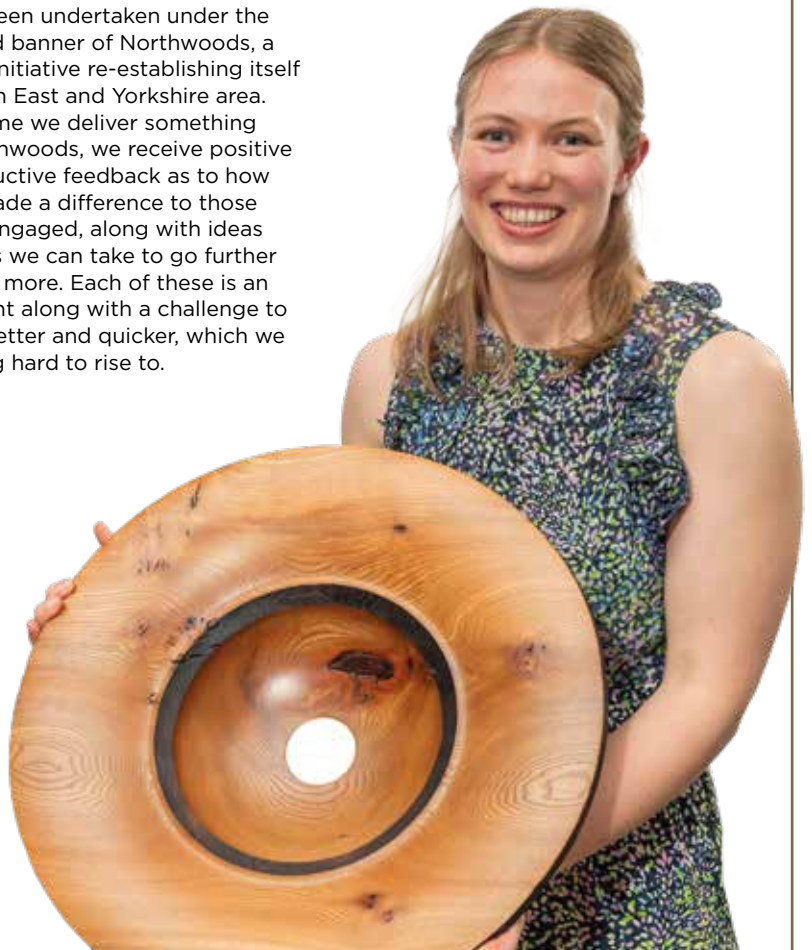 een undertaken under the
d banner of Northwoods, a
nitiative re-establishing itself
n East and Yorkshire area.
me we deliver something
hwoods, we receive positive
uctive feedback as to how
ade a difference to those
ngaged, along with ideas
s we can take to go further
more. Each of these is an
nt along with a challenge to
etter and quicker, which we
g hard to rise to.